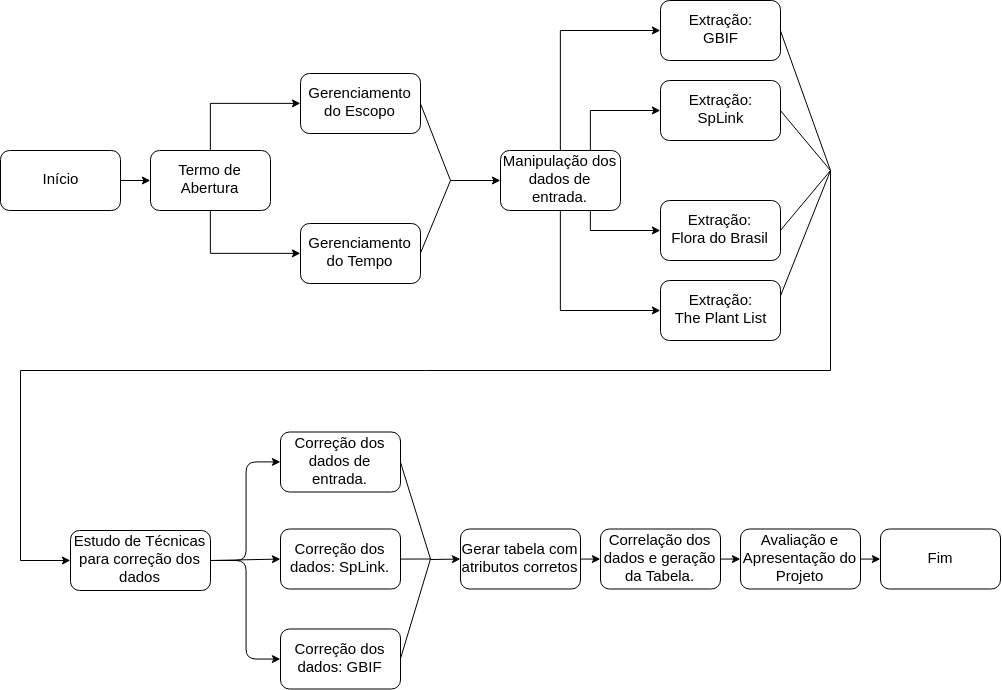 Início
Termo de
Abertura
Gerenciamento
do Escopo
Gerenciamento
do Tempo
Manipulação dos
dados de
entrada.
Extração:
GBIF
Extração:
SpLink
Extração:
Flora do Brasil
Extração:
The Plant List
Estudo de Técnicas
para correção dos
dados
Correção dos
dados de
entrada.
Correção dos
dados: SpLink.
Correção dos
dados: GBIF
Gerar tabela com
atributos corretos
Correlação dos
dados e geração
da Tabela.
Avaliação e
Apresentação do
Projeto
Fim